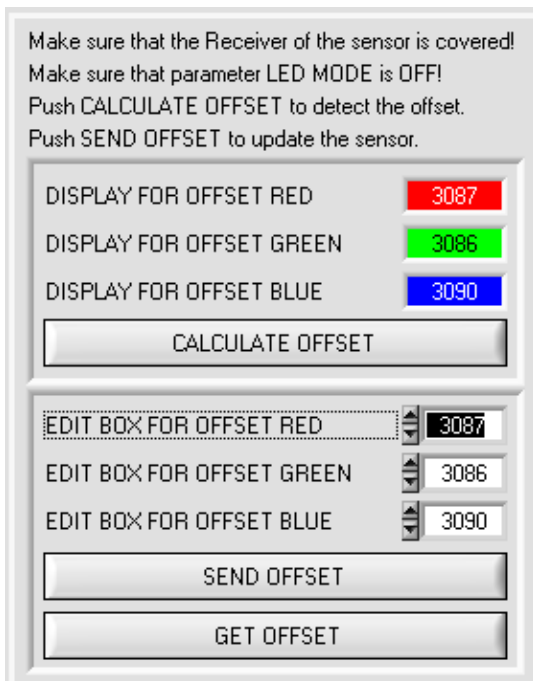 Make sure that the Receiver of the sensor is covered!
Make sure that parameter LED MODE is OFF!
Push CALCULATE OFFSET to detect the offset.
Push SEND OFFSET to update the sensor.
DISPLAY FOR OFFSET RED 3087
DISPLAY FOR OFFSET GREEN 3086
DISPLAY FOR OFFSET BLUE 3090
CALCULATE OFFSET
EDIT BOX FOR OFFSET RED 3087
EDIT BOX FOR OFFSET GREEN 3086
EDIT BOX FOR OFFSET BLUE 3090
SEND OFFSET
GET OFFSET